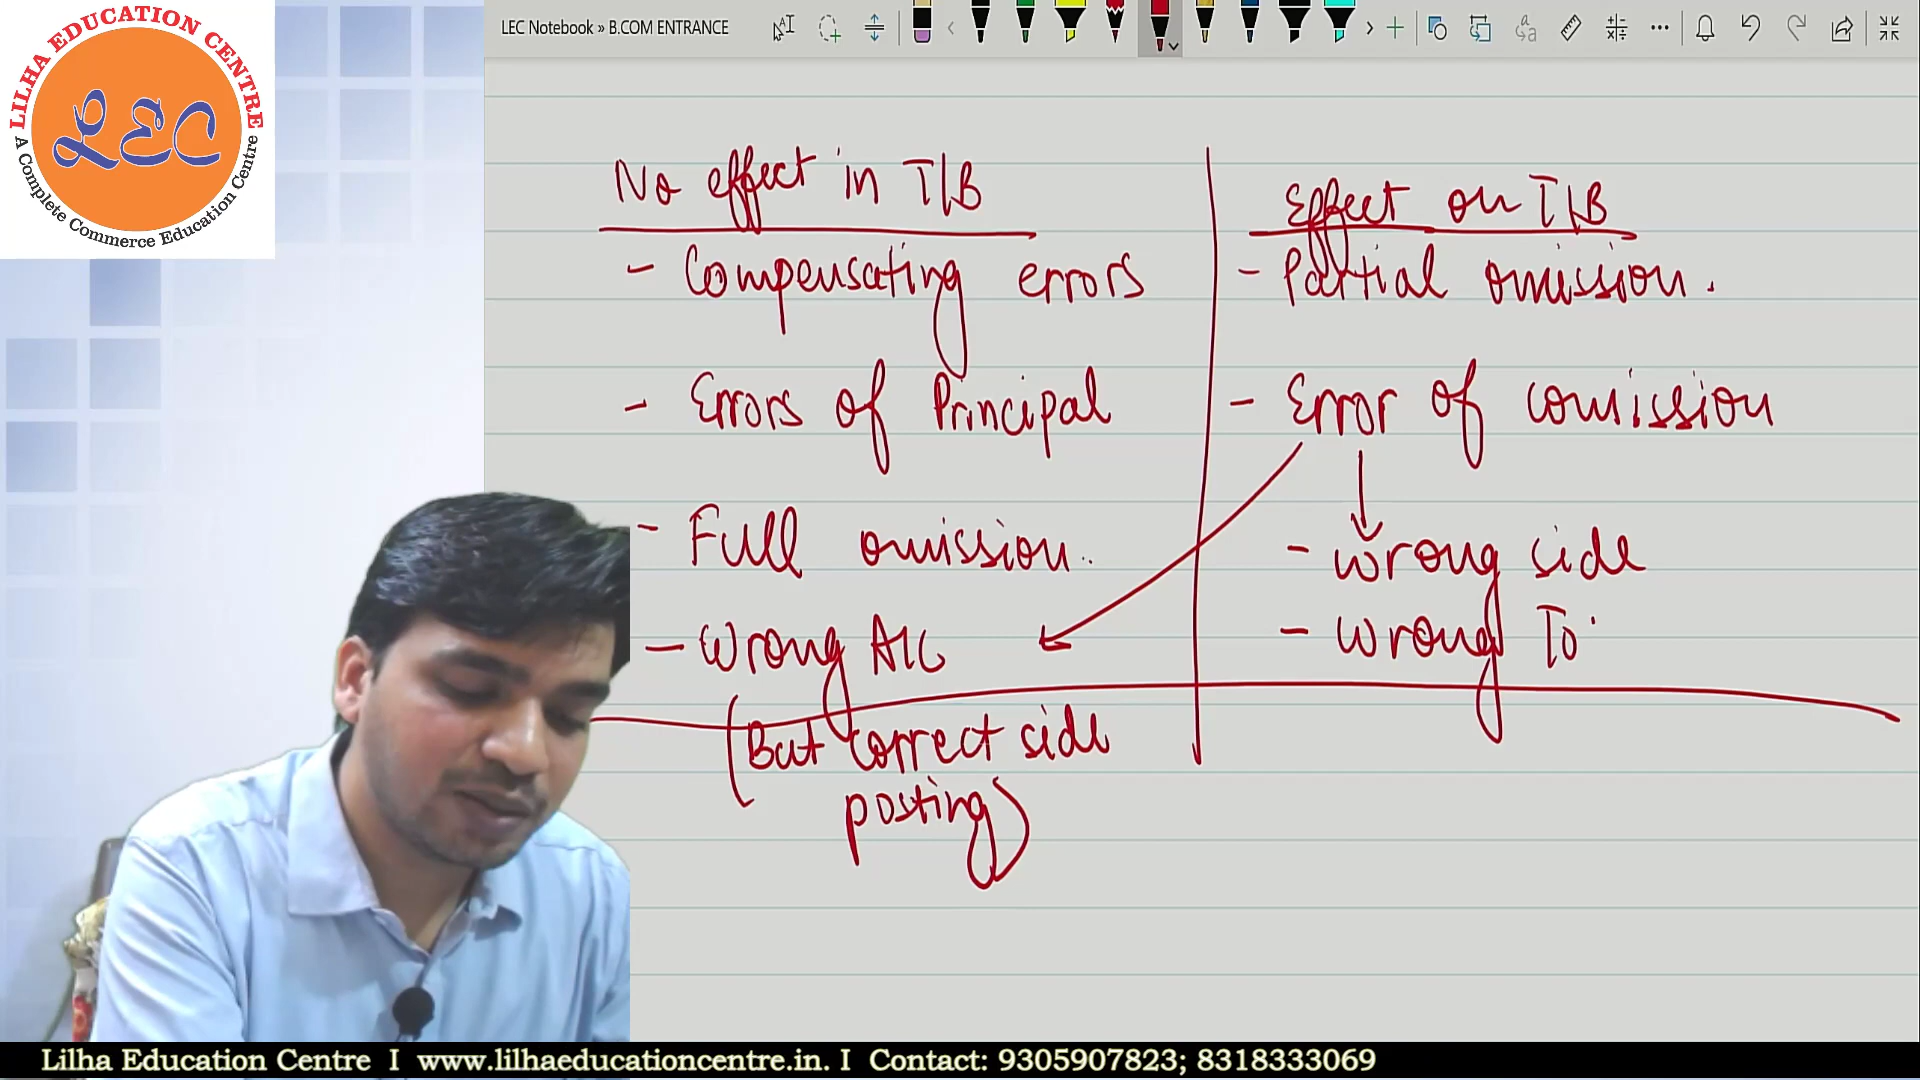 LILHA EDUCATION CENTRE
LEC
A Complete Commerce Education Centre
LEC Notebook » B.COM ENTRANCE
No effect in T/B
- Compensating errors
- Errors of Principal
- Full omission.
- Wrong A/C
(But correct side
posting)
Effect on T/B
- Partial omission.
- Error of comission
- wrong side
- wrong To
Lilha Education Centre I www.lilhaeducationcentre.in. I Contact: 9305907823; 8318333069